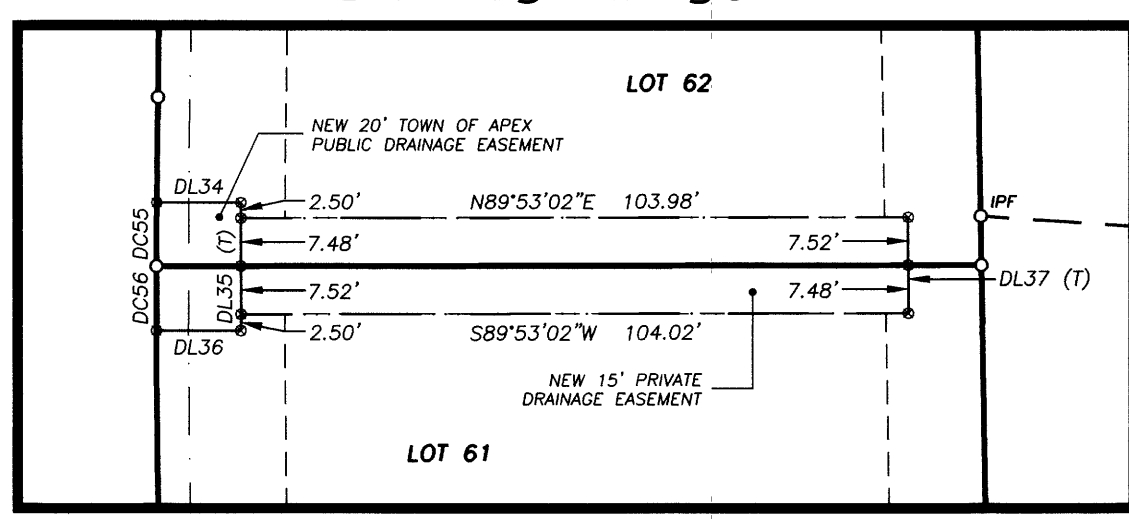 LOT 62
NEW 20' TOWN OF APEX
PUBLIC DRAINAGE EASEMENT
DL34
2.50'
N89°53'02"E 103.98'
IPF
DC55
(T)
7.48'
7.52'
DL37 (T)
DC56
DL35
7.52'
7.48'
DL36
2.50'
S89°53'02"W 104.02'
NEW 15' PRIVATE
DRAINAGE EASEMENT
LOT 61